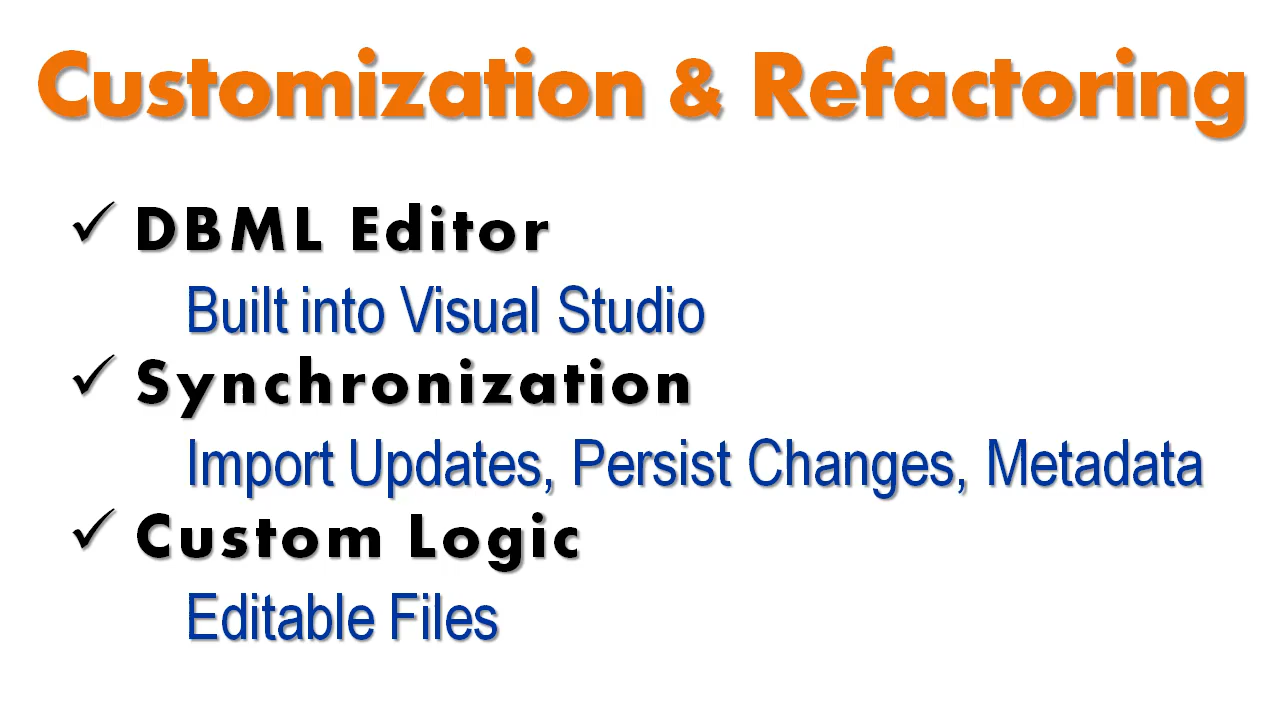 Customization & Refactoring
✓ DBML Editor
Built into Visual Studio
✓ Synchronization
Import Updates, Persist Changes, Metadata
✓ Custom Logic
Editable Files